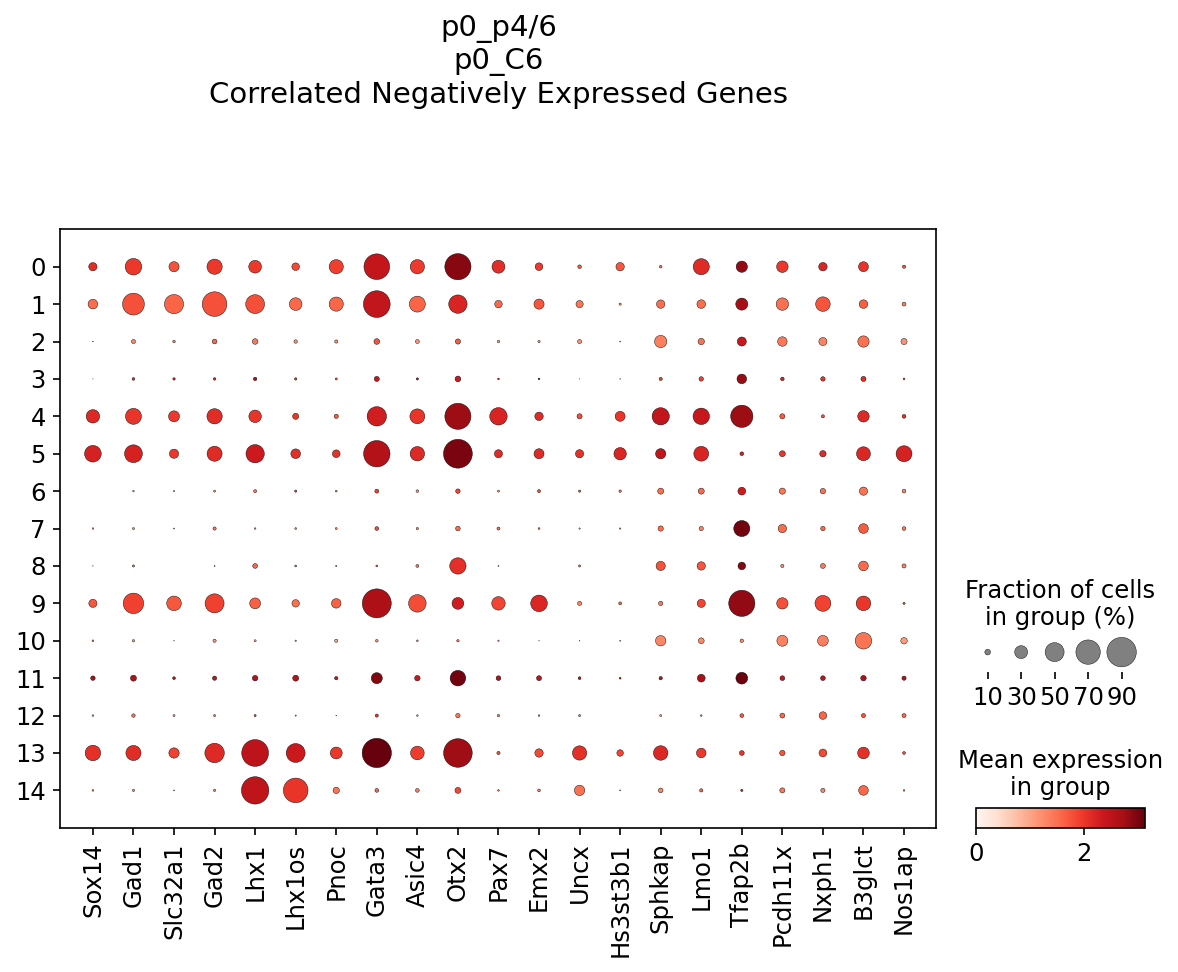 p0_p4/6
p0_C6
Correlated Negatively Expressed Genes
0
1
2
3
4
5
6
7
8
9
10
11
12
13
14
Sox14
Gad1
Slc32a1
Gad2
Lhx1
Lhx1os
Pnoc
Gata3
Asic4
Otx2
Pax7
Emx2
Uncx
Hs3st3b1
Sphkap
Lmo1
Tfap2b
Pcdh11x
Nxph1
B3glct
Nos1ap
Fraction of cells
in group (%)
10 30 50 70 90
Mean expression
in group
0 2